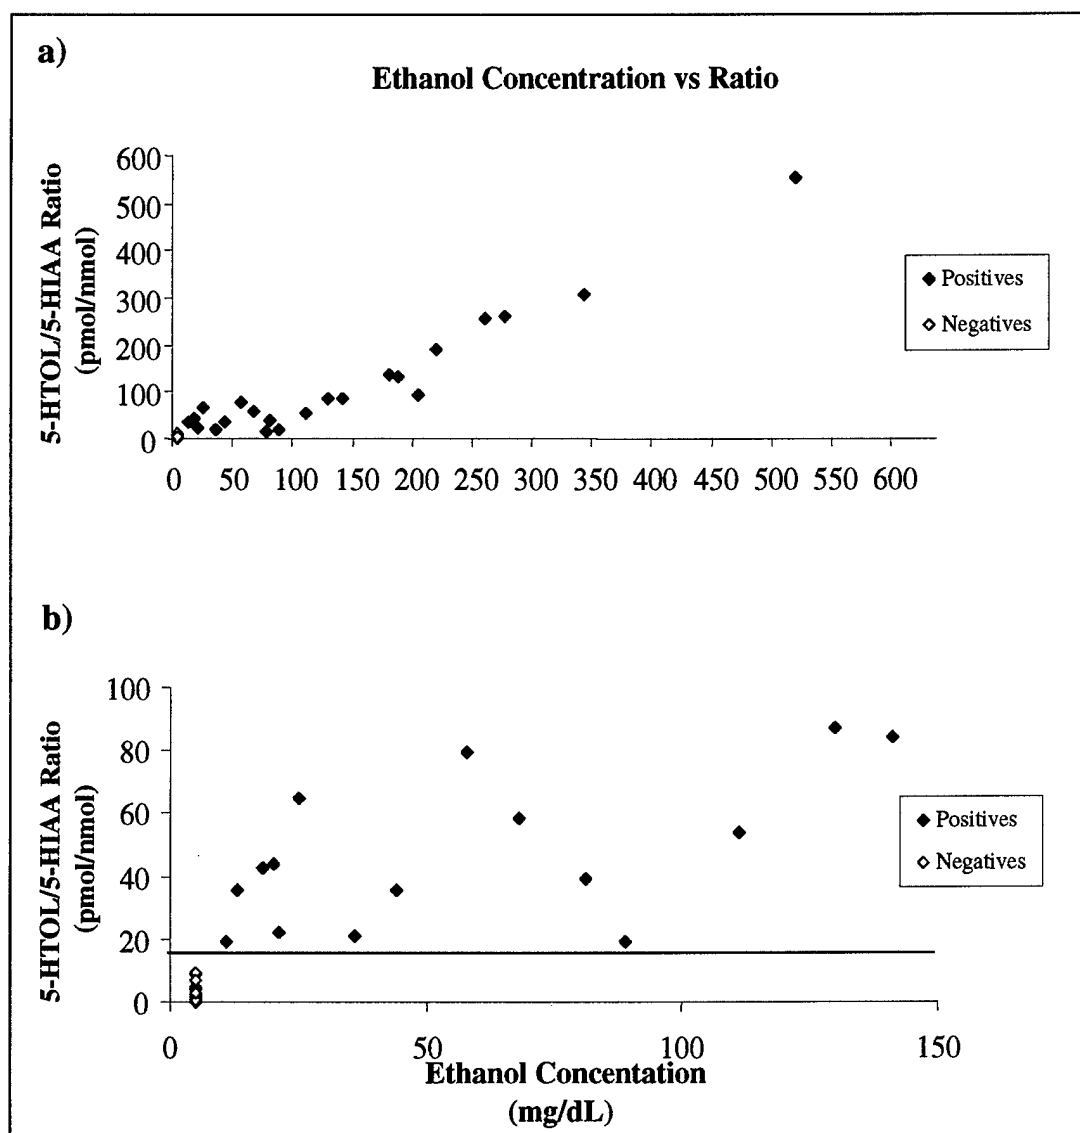 a)
Ethanol Concentration vs Ratio
5-HTOL/5-HIAA Ratio
(pmol/nmol)
600
500
400
300
200
100
0
0 50 100 150 200 250 300 350 400 450 500 550 600
Positives
Negatives
b)
5-HTOL/5-HIAA Ratio
(pmol/nmol)
100
80
60
40
20
0
0 50 100 150
Positives
Negatives
Ethanol Concentation
(mg/dL)